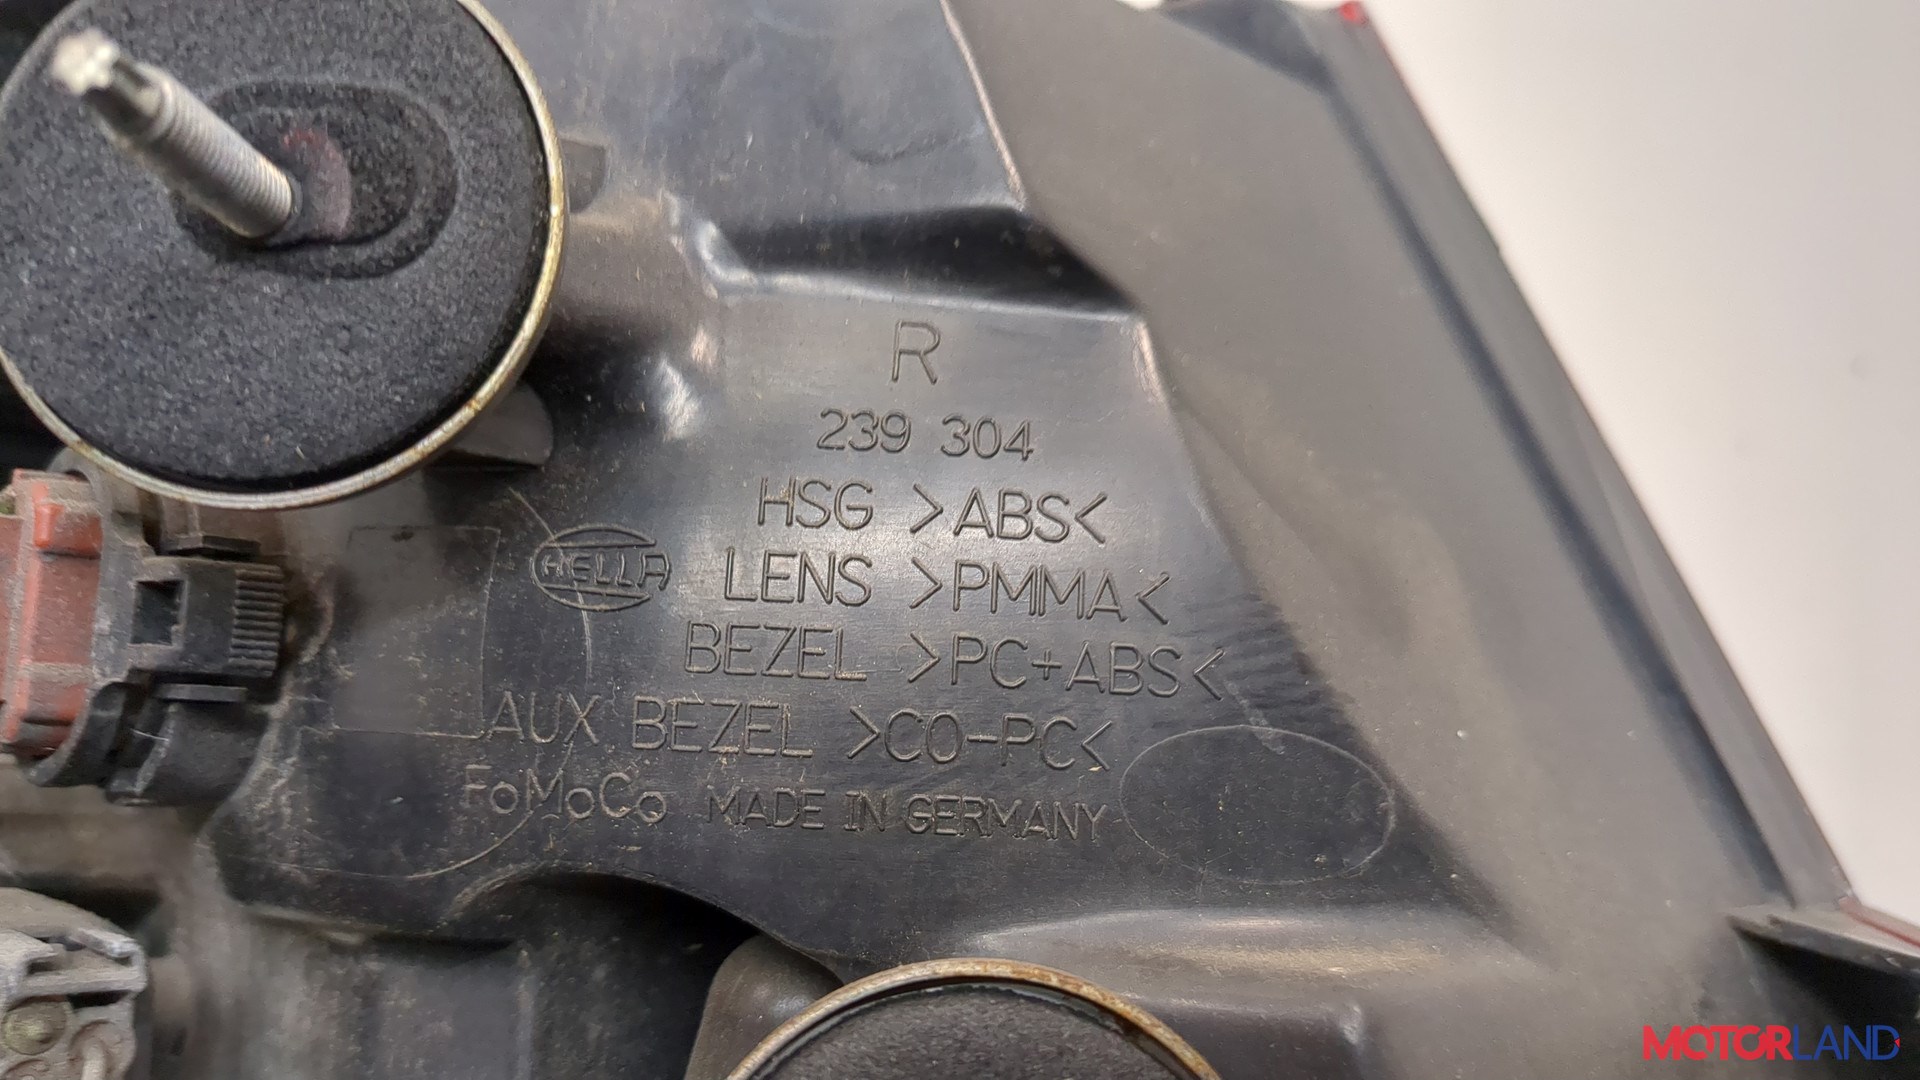 R
239 304
HSG >ABS<
HELLA
LENS >PMMA<
BEZEL >PC+ABS<
AUX BEZEL >CO-PC<
FoMoCo MADE IN GERMANY
MOTORLAND